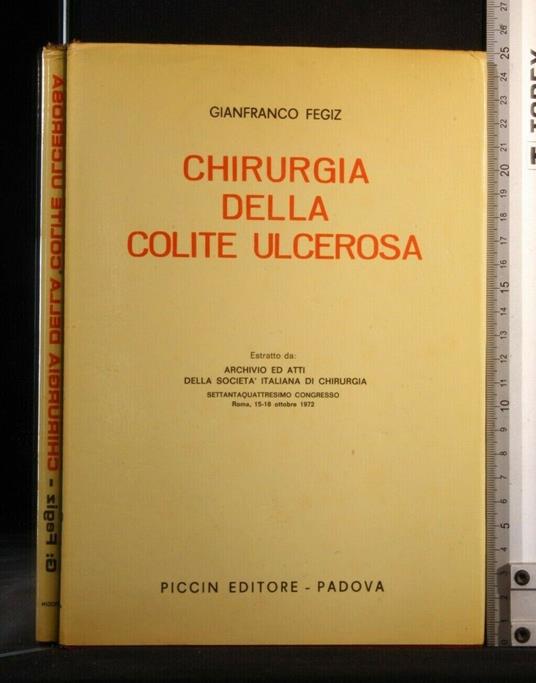 GIANFRANCO FEGIZ
CHIRURGIA
DELLA
COLITE ULCEROSA
Estratto da:
ARCHIVIO ED ATTI
DELLA SOCIETA' ITALIANA DI CHIRURGIA
SETTANTAQUATTRESIMO CONGRESSO
Roma, 15-18 ottobre 1972
PICCIN EDITORE - PADOVA
G. Fegiz - CHIRURGIA DELLA COLITE ULCEROSA